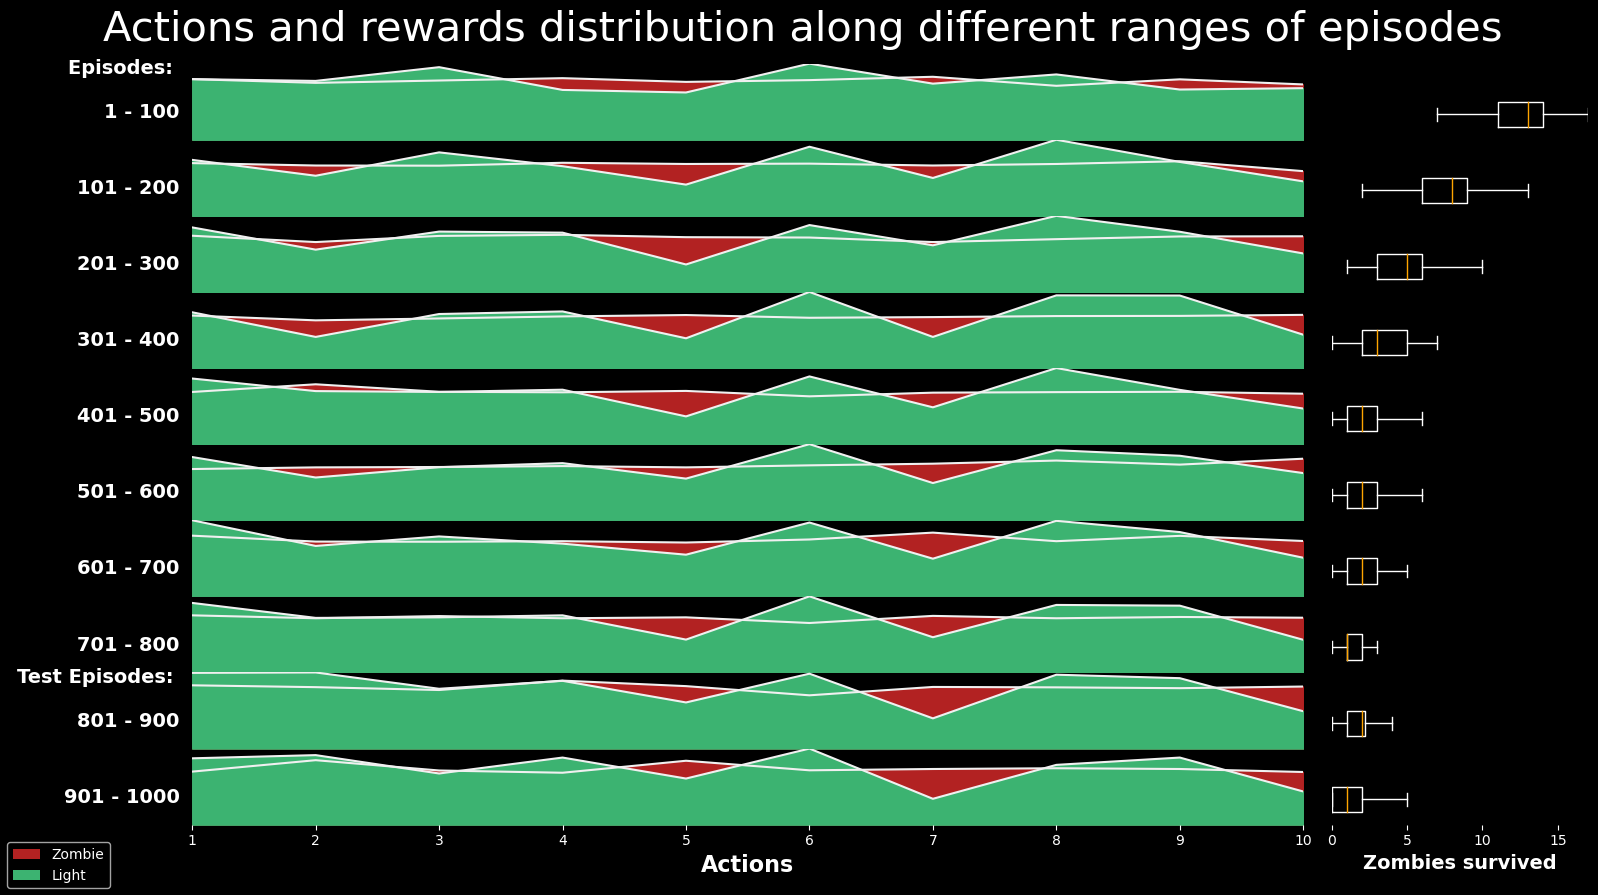 Actions and rewards distribution along different ranges of episodes
Episodes:
1 - 100
101 - 200
201 - 300
301 - 400
401 - 500
501 - 600
601 - 700
701 - 800
Test Episodes:
801 - 900
901 - 1000
1 2 3 4 5 6 7 8 9 10
0 5 10 15
Actions
Zombies survived
Zombie
Light